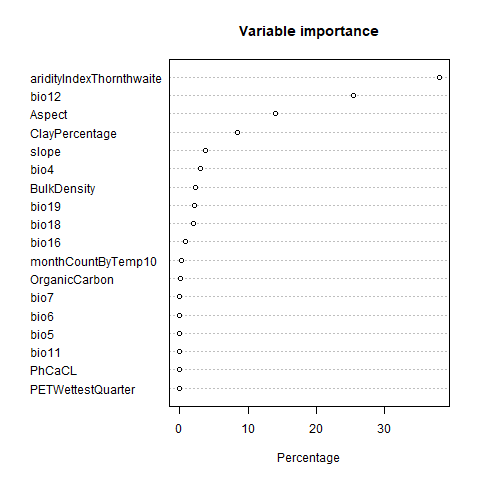 Variable importance
aridityIndexThornthwaite
bio12
Aspect
ClayPercentage
slope
bio4
BulkDensity
bio19
bio18
bio16
monthCountByTemp10
OrganicCarbon
bio7
bio6
bio5
bio11
PhCaCL
PETWettestQuarter
0 10 20 30
Percentage